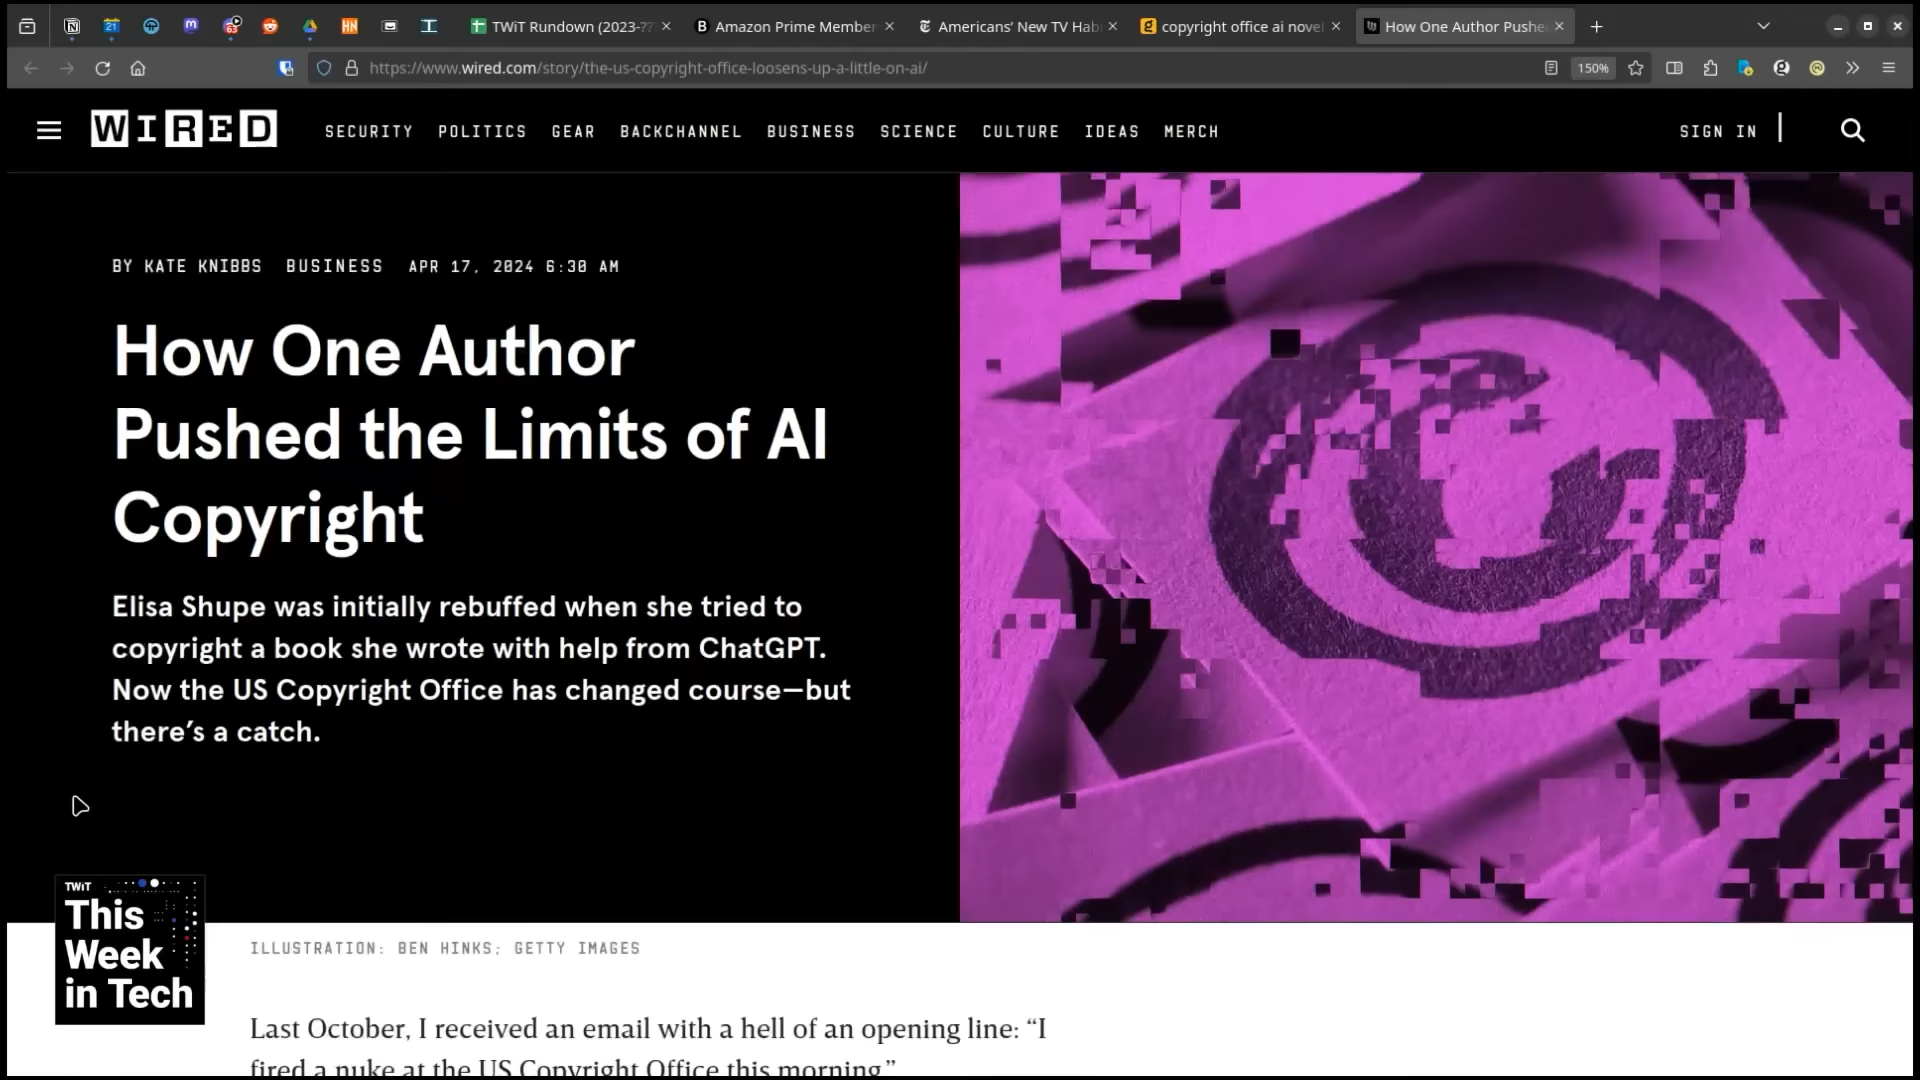 21
63
HN
TWiT Rundown (2023-??
Amazon Prime Member
Americans' New TV Hab
copyright office ai novel
How One Author Pushe
https://www.wired.com/story/the-us-copyright-office-loosens-up-a-little-on-ai/
150%
WIRED
SECURITY POLITICS GEAR BACKCHANNEL BUSINESS SCIENCE CULTURE IDEAS MERCH
SIGN IN
BY KATE KNIBBS BUSINESS APR 17, 2024 6:30 AM
How One Author
Pushed the Limits of AI
Copyright
Elisa Shupe was initially rebuffed when she tried to
copyright a book she wrote with help from ChatGPT.
Now the US Copyright Office has changed course—but
there's a catch.
TWiT
This
Week
in Tech
ILLUSTRATION: BEN HINKS; GETTY IMAGES
Last October, I received an email with a hell of an opening line: “I
fired a nuke at the US Copyright Office this morning.”